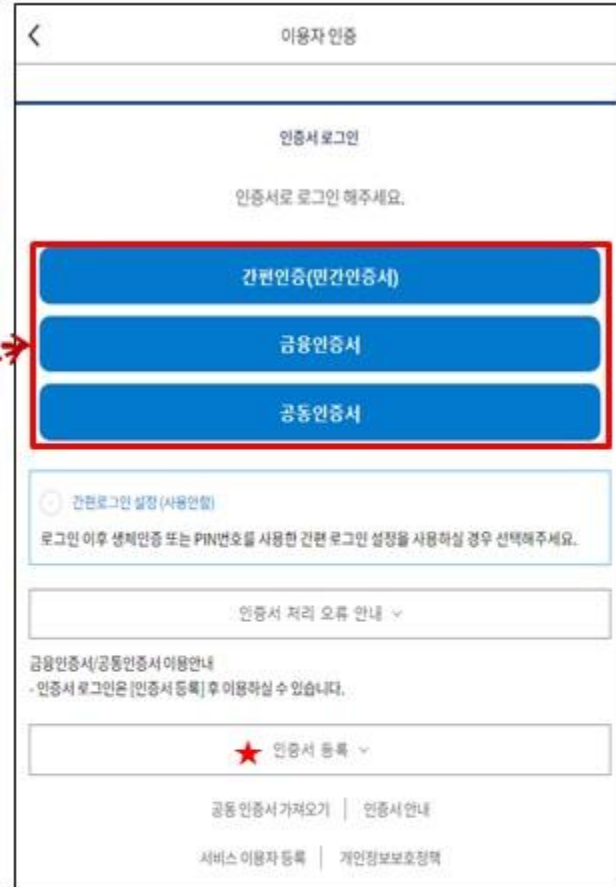 이용자 인증
인증서 로그인
인증서로 로그인 해주세요.
간편인증(민간인증서)
금융인증서
공동인증서
간편로그인 설정 (사용안함)
로그인 이후 생체인증 또는 PIN번호를 사용한 간편 로그인 설정을 사용하실 경우 선택해주세요.
인증서 처리 오류 안내
금융인증서/공동인증서 이용안내
- 인증서 로그인은 [인증서 등록] 후 이용하실 수 있습니다.
★ 인증서 등록
공동 인증서 가져오기 | 인증서 안내
서비스 이용자 등록 | 개인정보보호정책